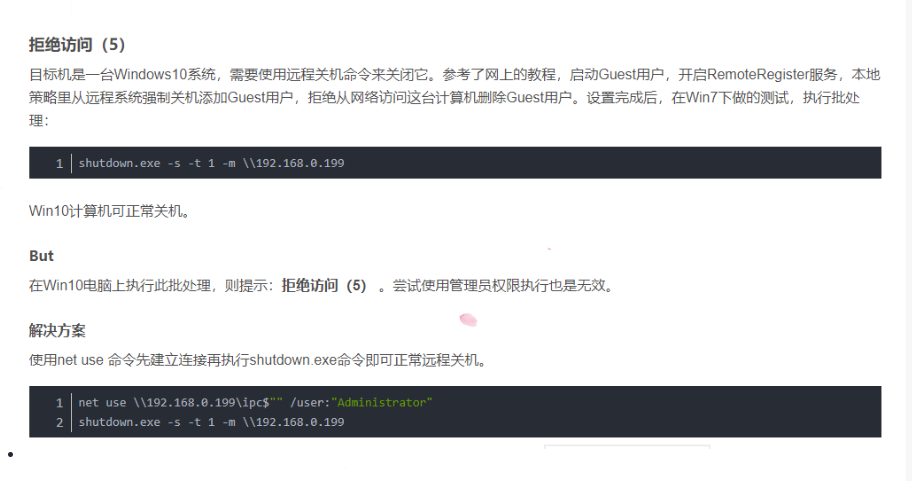 拒绝访问（5）
目标机是一台Windows10系统，需要使用远程关机命令来关闭它。参考了网上的教程，启动Guest用户，开启RemoteRegister服务，本地
策略里从远程系统强制关机添加Guest用户，拒绝从网络访问这台计算机删除Guest用户。设置完成后，在Win7下做的测试，执行批处
理：
1 shutdown.exe -s -t 1 -m \\192.168.0.199
Win10计算机可正常关机。
But
在Win10电脑上执行此批处理，则提示：拒绝访问（5） 。尝试使用管理员权限执行也是无效。
解决方案
使用net use 命令先建立连接再执行shutdown.exe命令即可正常远程关机。
1 net use \\192.168.0.199\ipc$"" /user:"Administrator"
2 shutdown.exe -s -t 1 -m \\192.168.0.199